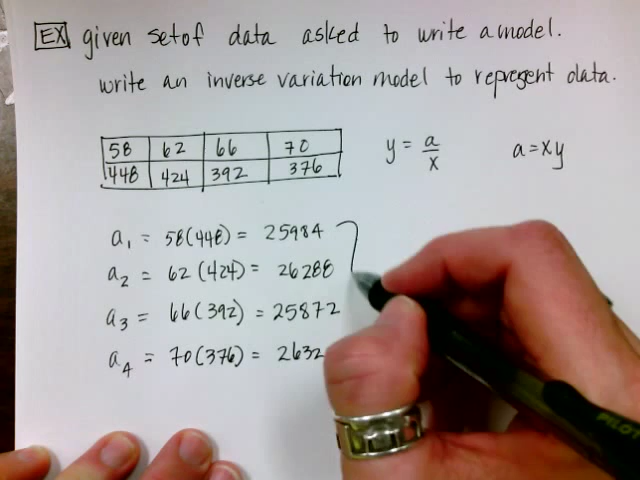 EX given set of data asked to write a model.
write an inverse variation model to represent data.
58 62 66 70
448 424 392 376
y = a/x a = xy
a₁ = 58(448) = 25984
a₂ = 62(424) = 26288
a₃ = 66(392) = 25872
a₄ = 70(376) = 2632
PILOT